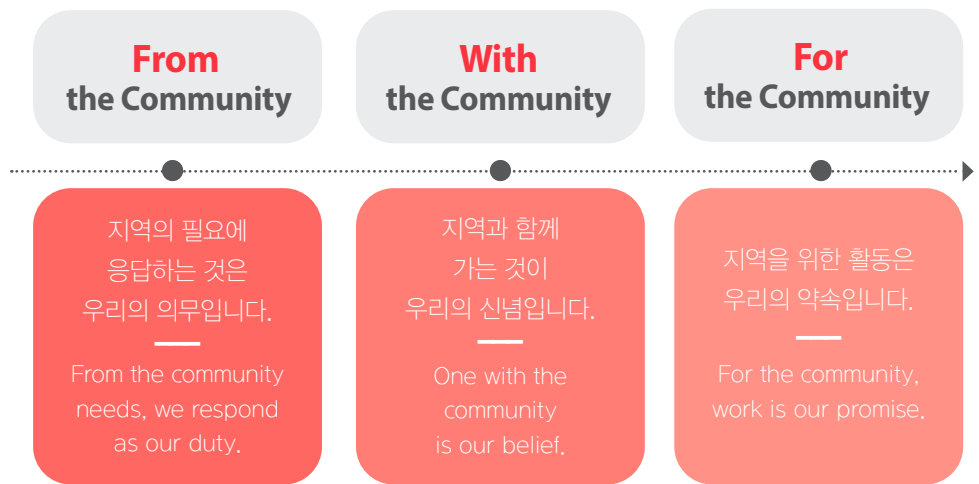 From
the Community
With
the Community
For
the Community
지역의 필요에
응답하는 것은
우리의 의무입니다.
From the community
needs, we respond
as our duty.
지역과 함께
가는 것이
우리의 신념입니다.
One with the
community
is our belief.
지역을 위한 활동은
우리의 약속입니다.
For the community,
work is our promise.